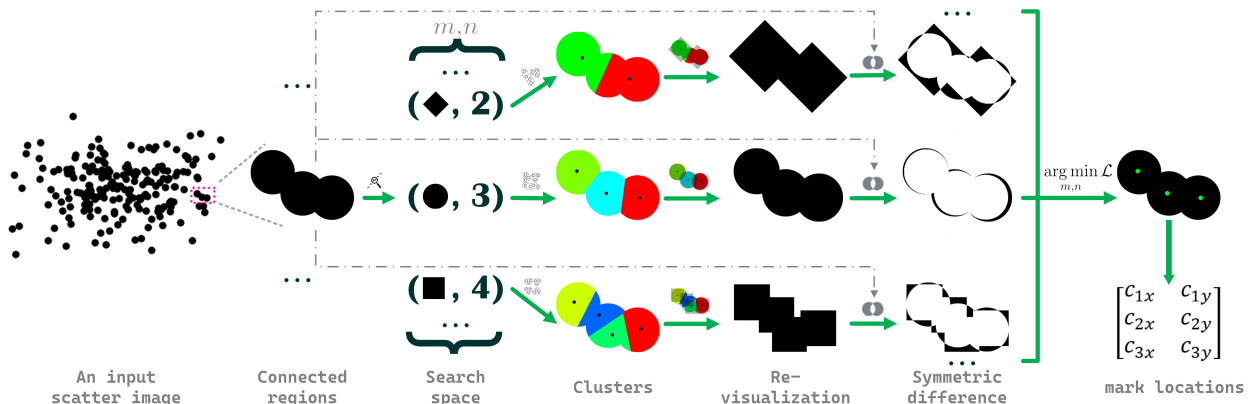 m,n
...
( , 2)
...
...
( , 3)
arg min L
m,n
...
( , 4)
...
...
[c1x c1y
c2x c2y
c3x c3y]
An input
scatter image
Connected
regions
Search
space
Clusters
Re-
visualization
Symmetric
difference
mark locations